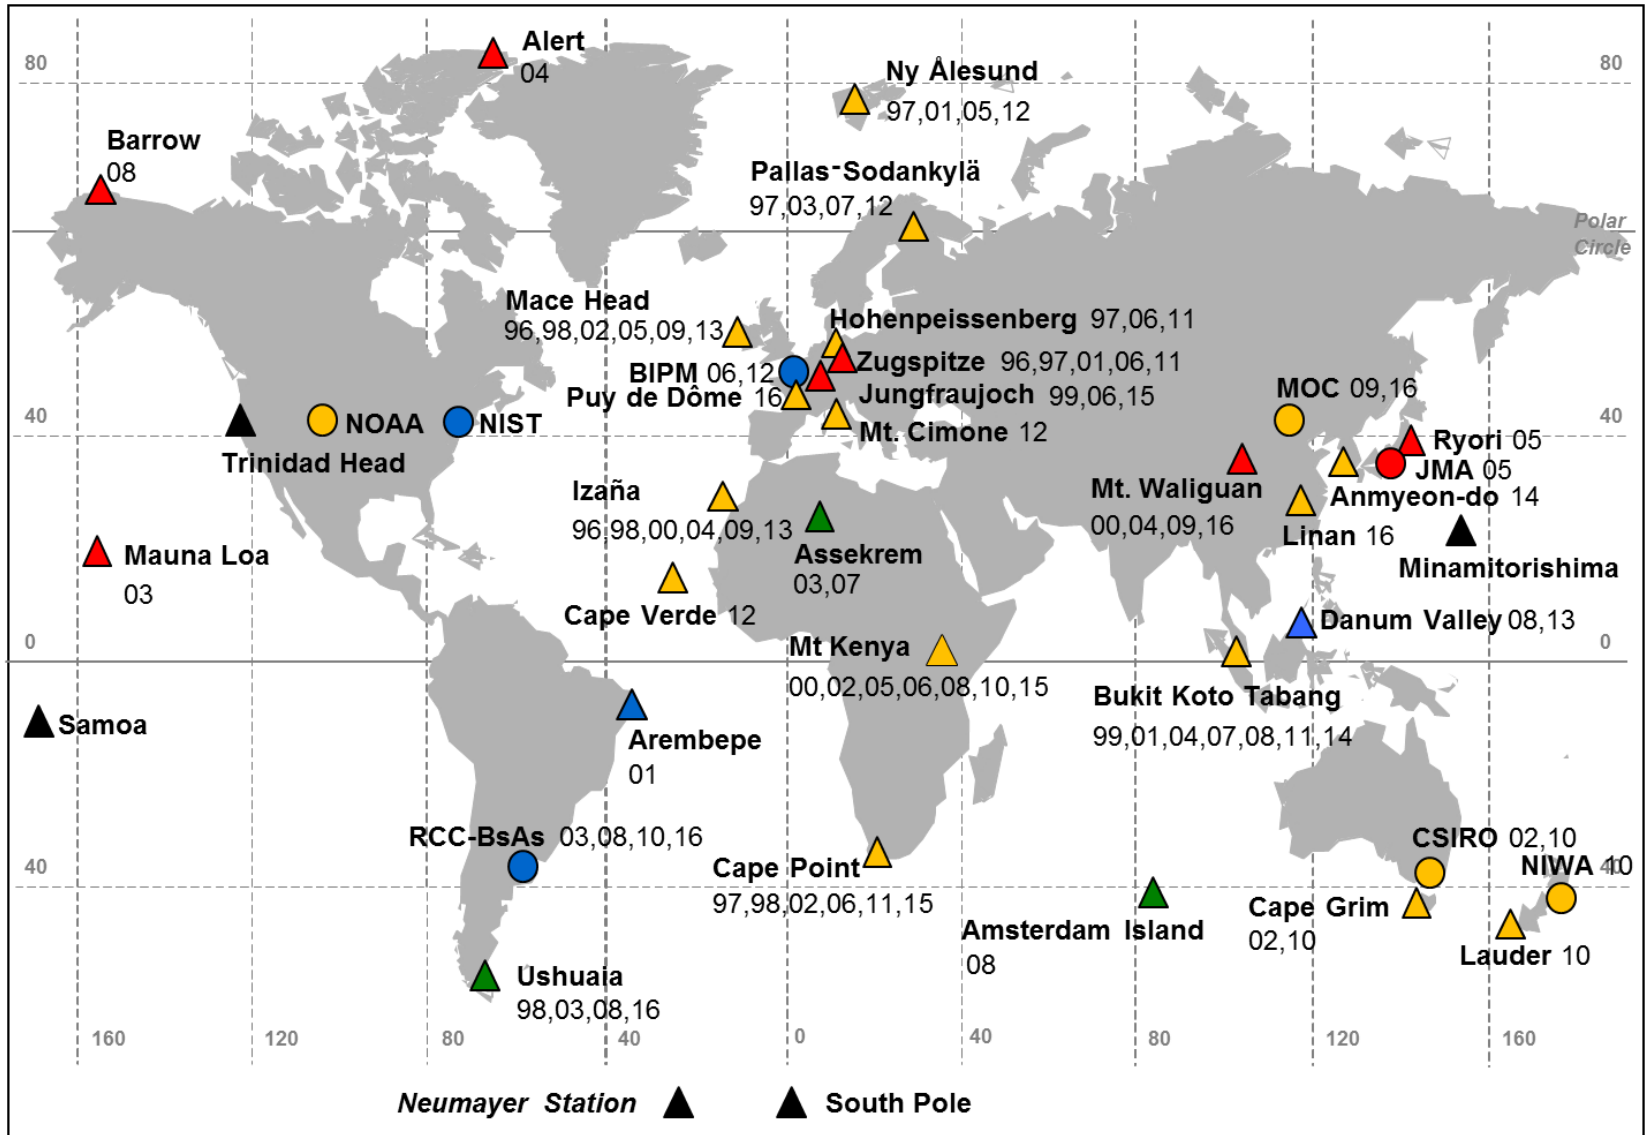 Alert
04
80
80
Ny Ålesund
97,01,05,12
Barrow
08
Pallas-Sodankylä
97,03,07,12
Polar
Circle
Mace Head
96,98,02,05,09,13
Hohenpeissenberg 97,06,11
Zugspitze 96,97,01,06,11
BIPM 06,12
Puy de Dôme 16
Jungfraujoch 99,06,15
MOC 09,16
Mt. Cimone 12
NOAA
NIST
40
40
Trinidad Head
Ryori 05
JMA 05
Izaña
96,98,00,04,09,13
Mt. Waliguan
00,04,09,16
Anmyeon-do 14
Linan 16
Mauna Loa
03
Assekrem
03,07
Minamitorishima
Cape Verde 12
Danum Valley 08,13
0
0
Mt Kenya
00,02,05,06,08,10,15
Bukit Koto Tabang
99,01,04,07,08,11,14
Samoa
Arembepe
01
RCC-BsAs 03,08,10,16
CSIRO 02,10
NIWA 10
40
40
Cape Point
97,98,02,06,11,15
Cape Grim
02,10
Amsterdam Island
08
Lauder 10
Ushuaia
98,03,08,16
160
120
80
40
0
40
80
120
160
Neumayer Station
South Pole